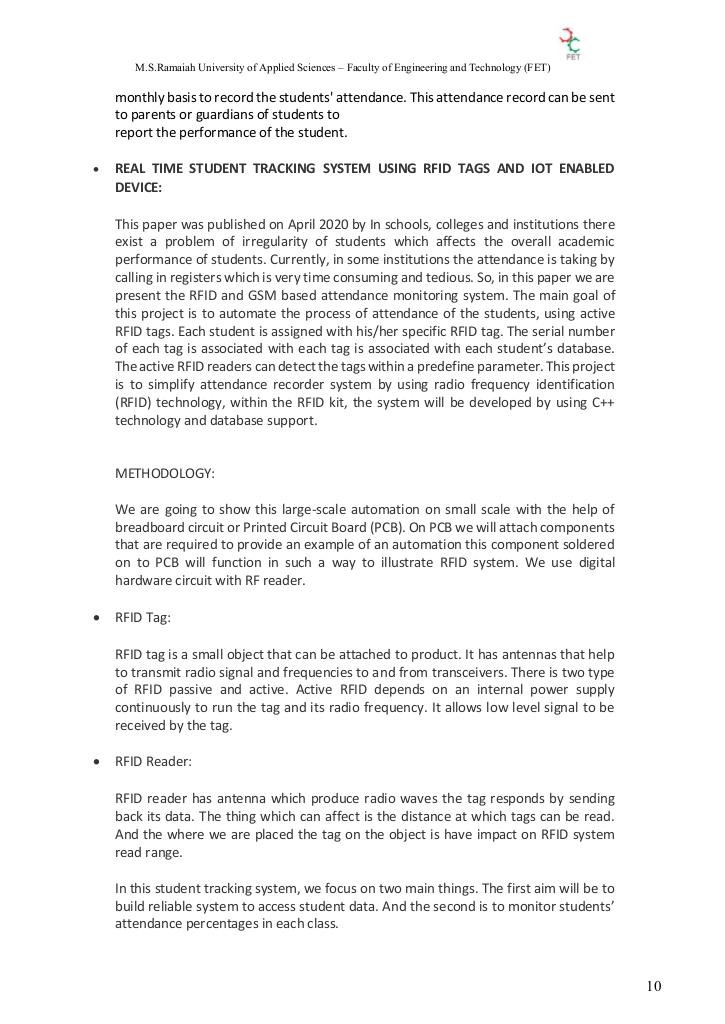 FET
M.S.Ramaiah University of Applied Sciences – Faculty of Engineering and Technology (FET)
monthly basis to record the students' attendance. This attendance record can be sent
to parents or guardians of students to
report the performance of the student.
• REAL TIME STUDENT TRACKING SYSTEM USING RFID TAGS AND IOT ENABLED
DEVICE:
This paper was published on April 2020 by In schools, colleges and institutions there
exist a problem of irregularity of students which affects the overall academic
performance of students. Currently, in some institutions the attendance is taking by
calling in registers which is very time consuming and tedious. So, in this paper we are
present the RFID and GSM based attendance monitoring system. The main goal of
this project is to automate the process of attendance of the students, using active
RFID tags. Each student is assigned with his/her specific RFID tag. The serial number
of each tag is associated with each tag is associated with each student’s database.
The active RFID readers can detect the tags within a predefine parameter. This project
is to simplify attendance recorder system by using radio frequency identification
(RFID) technology, within the RFID kit, the system will be developed by using C++
technology and database support.
METHODOLOGY:
We are going to show this large-scale automation on small scale with the help of
breadboard circuit or Printed Circuit Board (PCB). On PCB we will attach components
that are required to provide an example of an automation this component soldered
on to PCB will function in such a way to illustrate RFID system. We use digital
hardware circuit with RF reader.
• RFID Tag:
RFID tag is a small object that can be attached to product. It has antennas that help
to transmit radio signal and frequencies to and from transceivers. There is two type
of RFID passive and active. Active RFID depends on an internal power supply
continuously to run the tag and its radio frequency. It allows low level signal to be
received by the tag.
• RFID Reader:
RFID reader has antenna which produce radio waves the tag responds by sending
back its data. The thing which can affect is the distance at which tags can be read.
And the where we are placed the tag on the object is have impact on RFID system
read range.
In this student tracking system, we focus on two main things. The first aim will be to
build reliable system to access student data. And the second is to monitor students’
attendance percentages in each class.
10